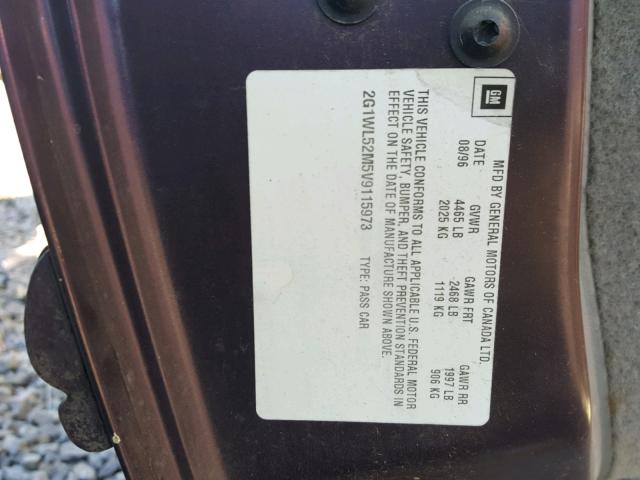 GM
MFD BY GENERAL MOTORS OF CANADA LTD.
DATE GVWR GAWR FRT GAWR RR
08/96 4465 LB 2468 LB 1997 LB
2025 KG 1119 KG 906 KG
THIS VEHICLE CONFORMS TO ALL APPLICABLE U.S. FEDERAL MOTOR
VEHICLE SAFETY, BUMPER, AND THEFT PREVENTION STANDARDS IN
EFFECT ON THE DATE OF MANUFACTURE SHOWN ABOVE.
2G1WL52M5V9115973 TYPE: PASS CAR